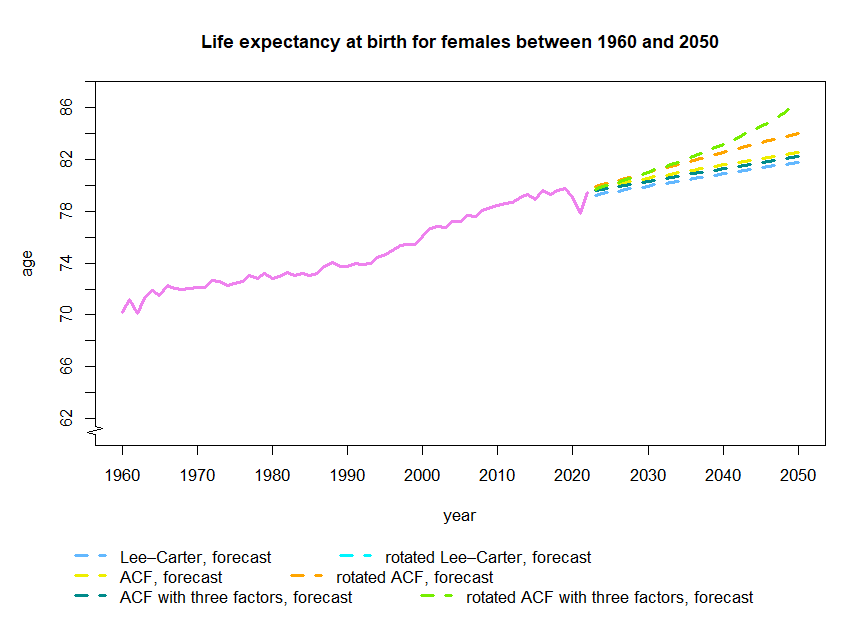 Life expectancy at birth for females between 1960 and 2050
86
82
78
74
70
66
62
age
1960 1970 1980 1990 2000 2010 2020 2030 2040 2050
year
Lee–Carter, forecast rotated Lee–Carter, forecast
ACF, forecast rotated ACF, forecast
ACF with three factors, forecast rotated ACF with three factors, forecast